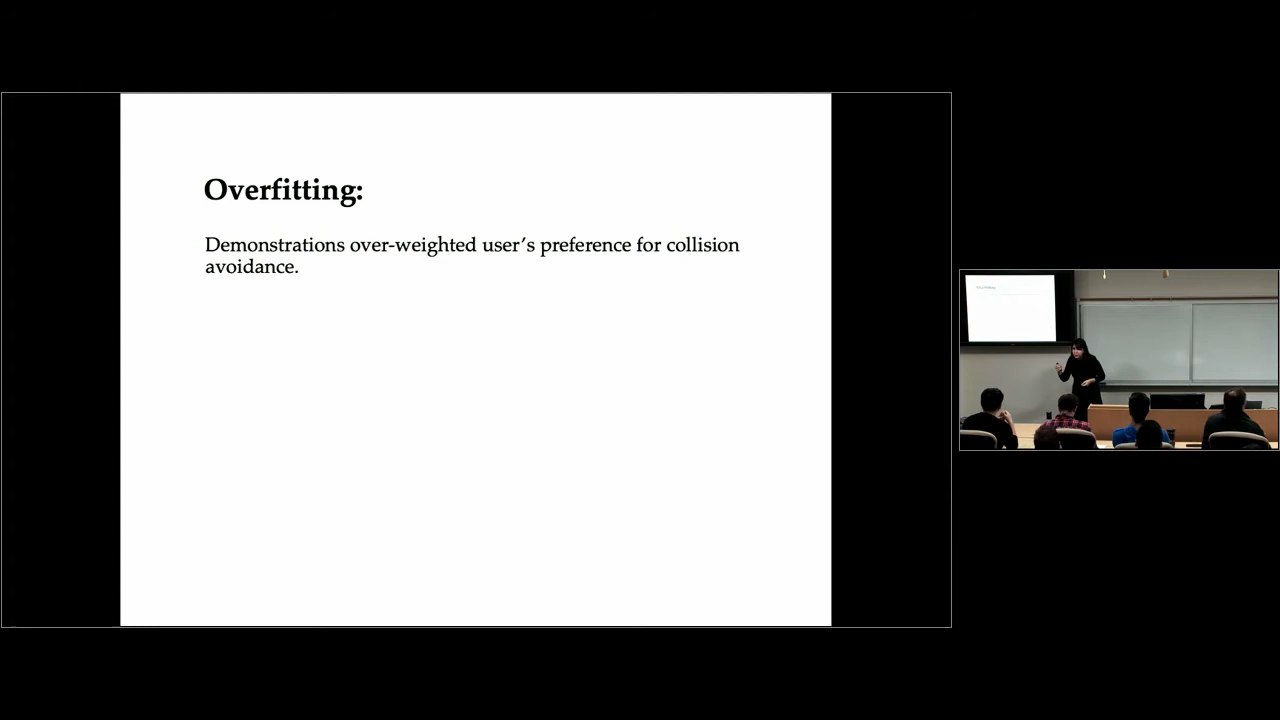 Overfitting:
Demonstrations over-weighted user's preference for collision
avoidance.